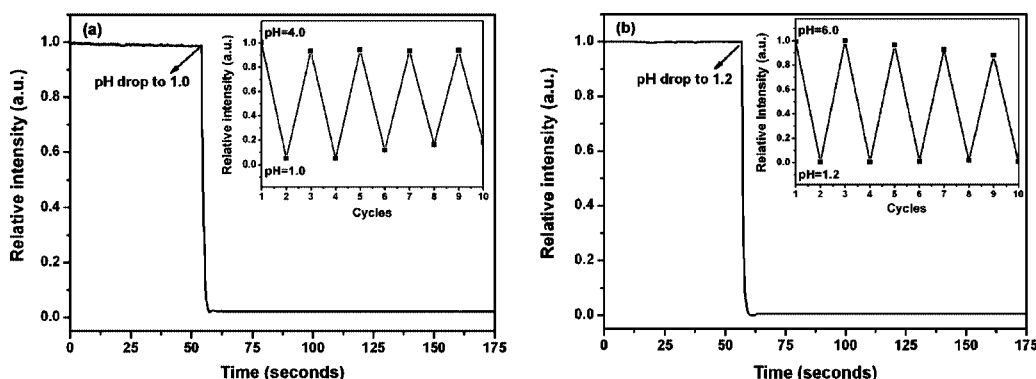 (a)
pH drop to 1.0
Relative intensity (a.u.)
1.0
0.8
0.6
0.4
0.2
0.0
0 25 50 75 100 125 150 175
Time (seconds)
pH=4.0
pH=1.0
Relative intensity (a.u.)
1.0
0.8
0.6
0.4
0.2
0.0
1 2 3 4 5 6 7 8 9 10
Cycles
(b)
pH drop to 1.2
Relative intensity (a.u.)
1.0
0.8
0.6
0.4
0.2
0.0
0 25 50 75 100 125 150 175
Time (seconds)
pH=6.0
pH=1.2
Relative Intensity (a.u.)
1.0
0.8
0.6
0.4
0.2
0.0
1 2 3 4 5 6 7 8 9 10
Cycles